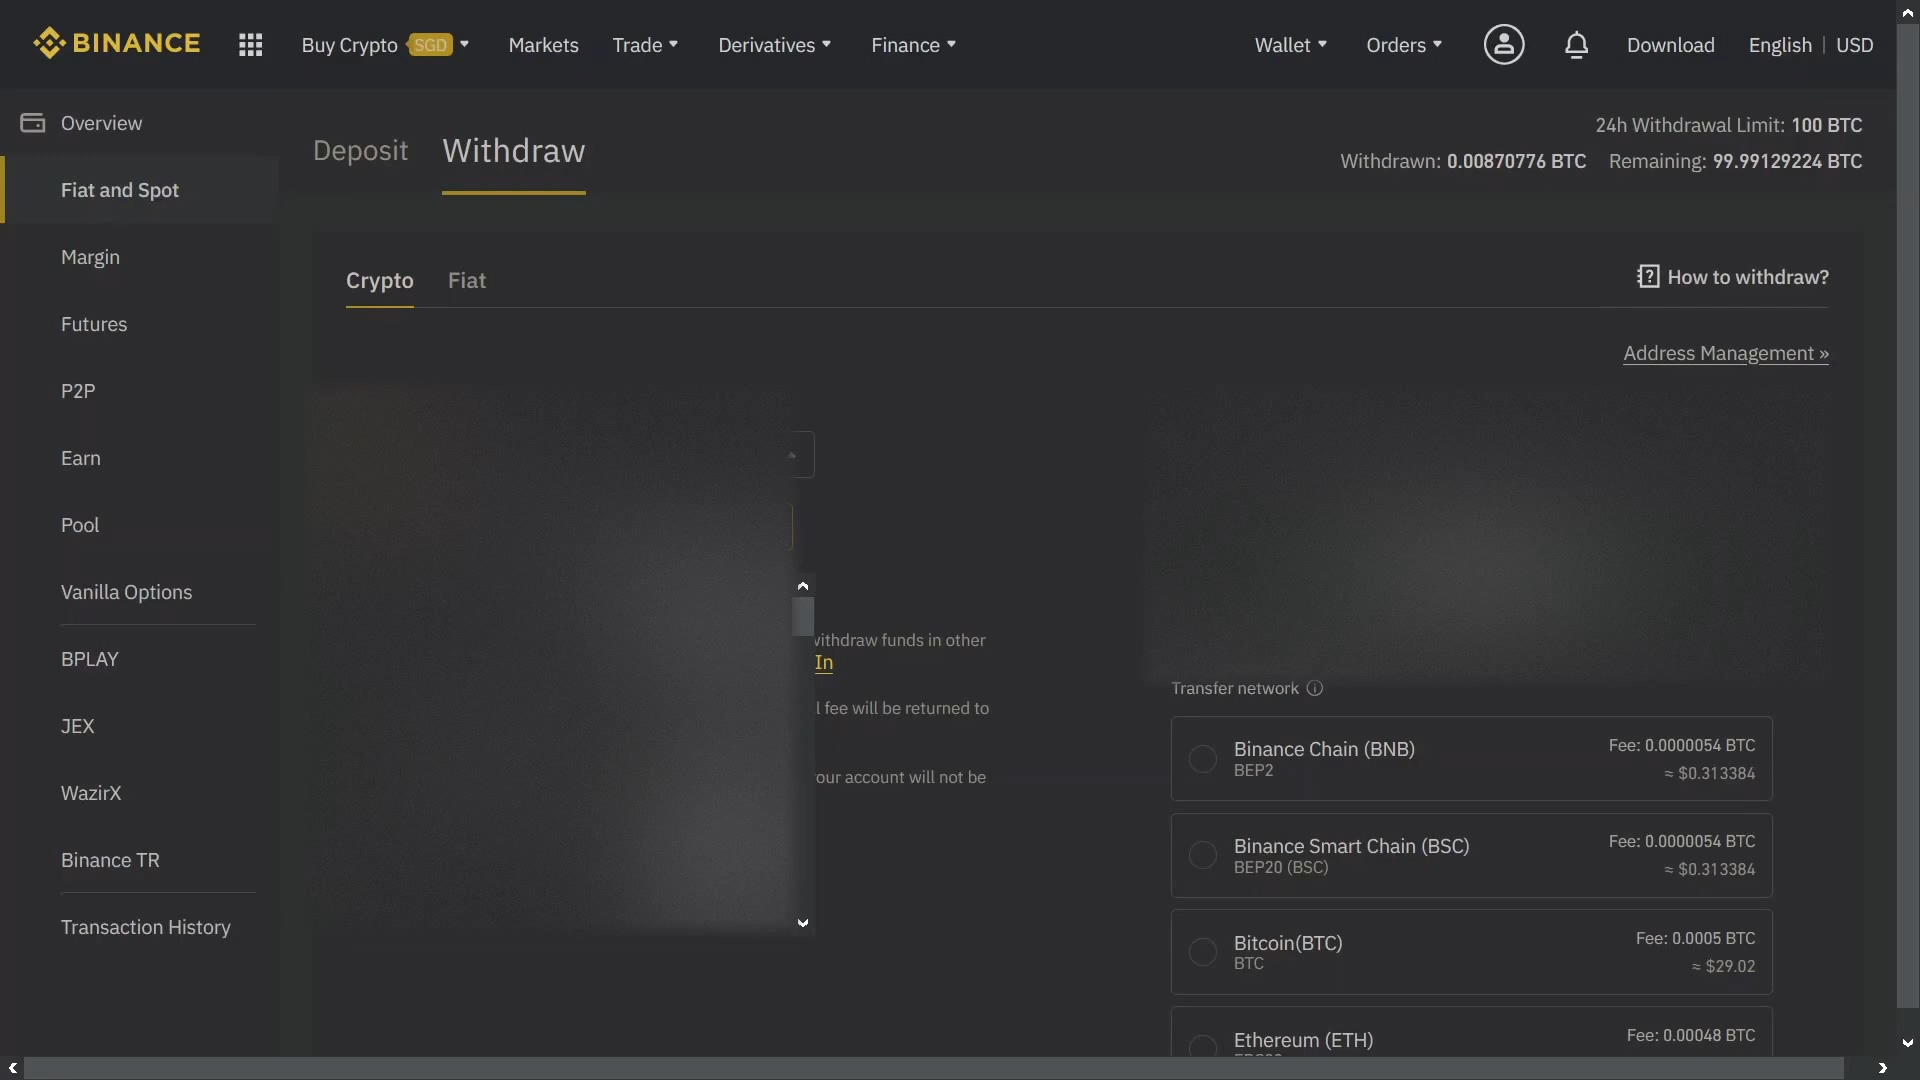 BINANCE
Buy Crypto SGD
Markets
Trade
Derivatives
Finance
Wallet
Orders
Download
English | USD
Overview
Fiat and Spot
Margin
Futures
P2P
Earn
Pool
Vanilla Options
BPLAY
JEX
WazirX
Binance TR
Transaction History
Deposit
Withdraw
24h Withdrawal Limit: 100 BTC
Withdrawn: 0.00870776 BTC Remaining: 99.99129224 BTC
Crypto
Fiat
How to withdraw?
Address Management »
withdraw funds in other
In
l fee will be returned to
our account will not be
Transfer network
Binance Chain (BNB)
BEP2
Fee: 0.0000054 BTC
≈ $0.313384
Binance Smart Chain (BSC)
BEP20 (BSC)
Fee: 0.0000054 BTC
≈ $0.313384
Bitcoin(BTC)
BTC
Fee: 0.0005 BTC
≈ $29.02
Ethereum (ETH)
Fee: 0.00048 BTC